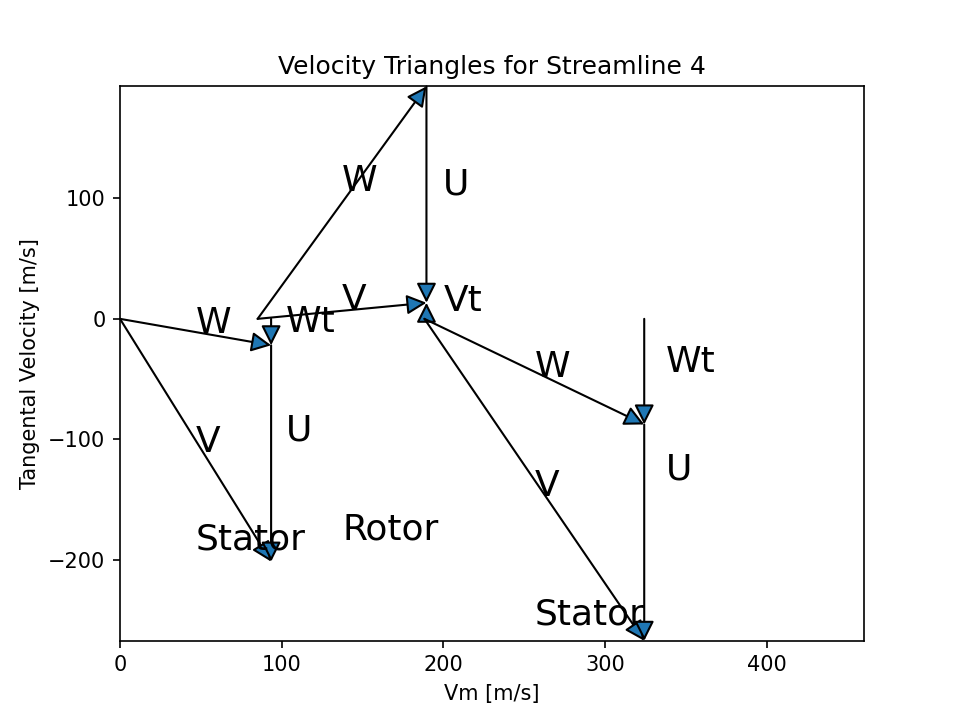 Velocity Triangles for Streamline 4
Tangental Velocity [m/s]
100
0
−100
−200
W
U
V
Vt
W
Wt
W
Wt
V
U
U
V
Stator
Rotor
Stator
0
100
200
300
400
Vm [m/s]